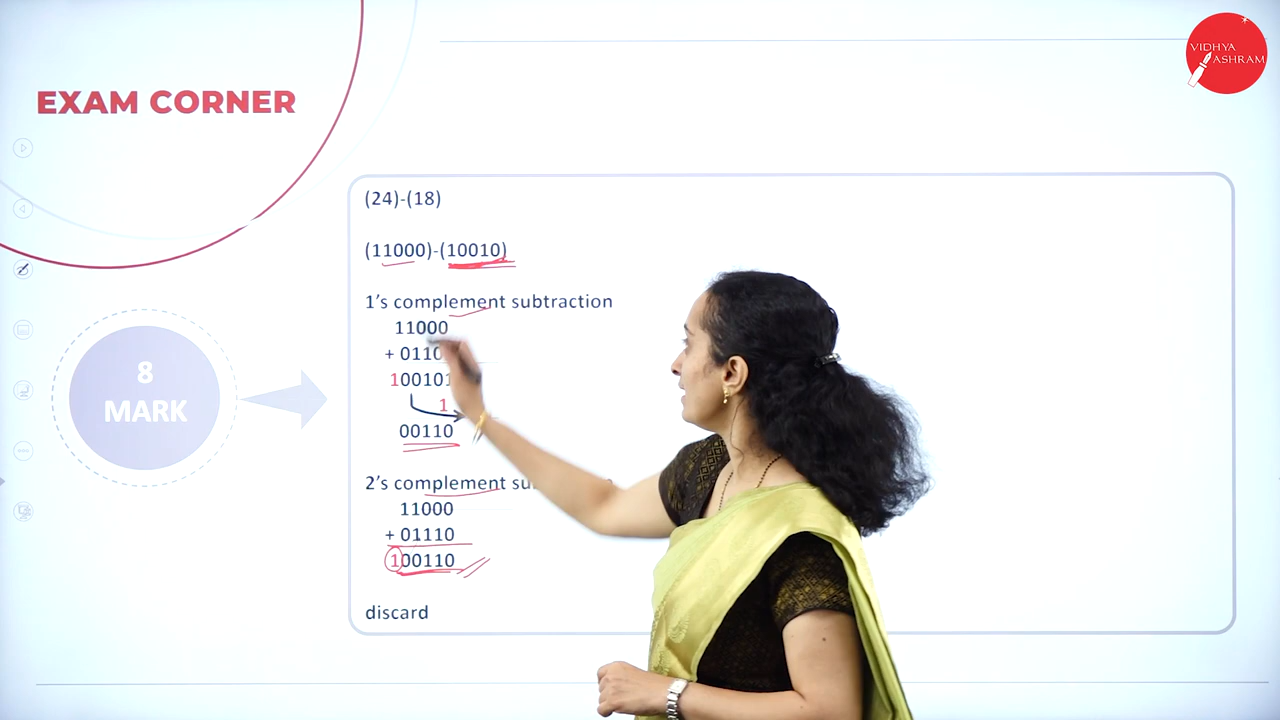 VIDHYA
ASHRAM
EXAM CORNER
(24)-(18)
(11000)-(10010)
1's complement subtraction
11000
+ 0110
100101
1
00110
8
MARK
2's complement su
11000
+ 01110
100110
discard